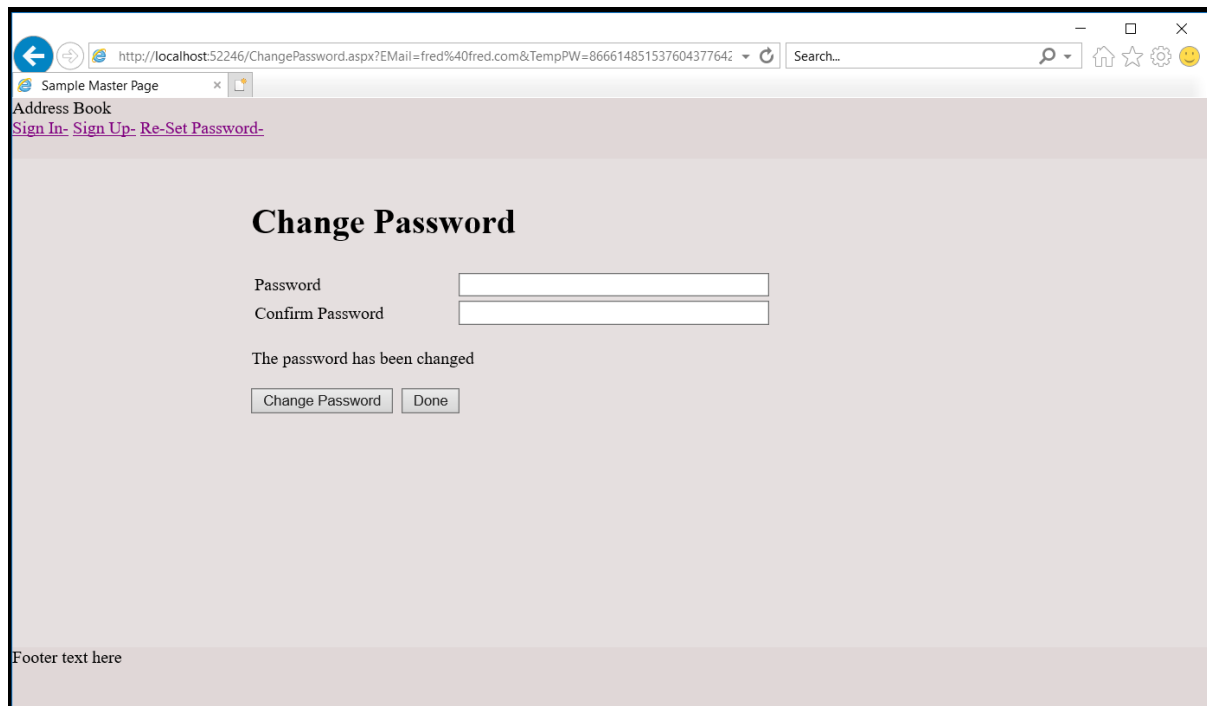 http://localhost:52246/ChangePassword.aspx?EMail=fred%40fred.com&TempPW=866614851537604377642
Search...
Sample Master Page
Address Book
Sign In- Sign Up- Re-Set Password-
Change Password
Password
Confirm Password
The password has been changed
Change Password Done
Footer text here